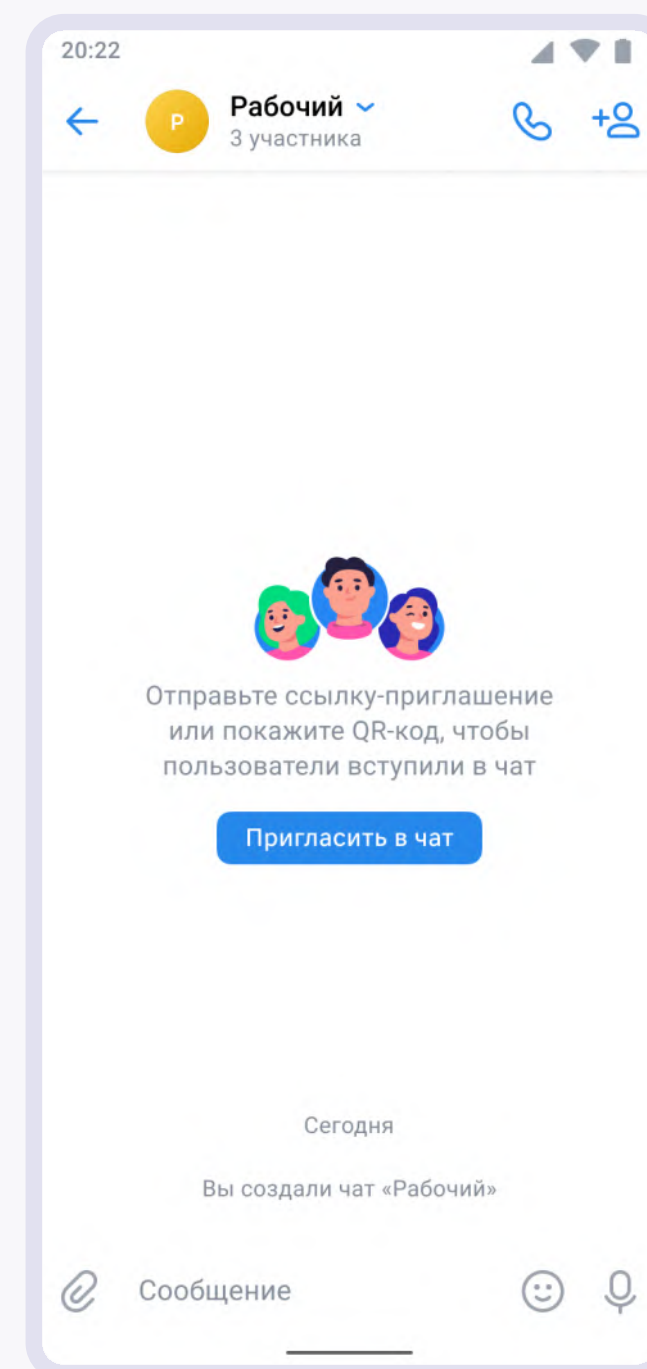 20:22
Р
Рабочий
3 участника
Отправьте ссылку-приглашение
или покажите QR-код, чтобы
пользователи вступили в чат
Пригласить в чат
Сегодня
Вы создали чат «Рабочий»
Сообщение